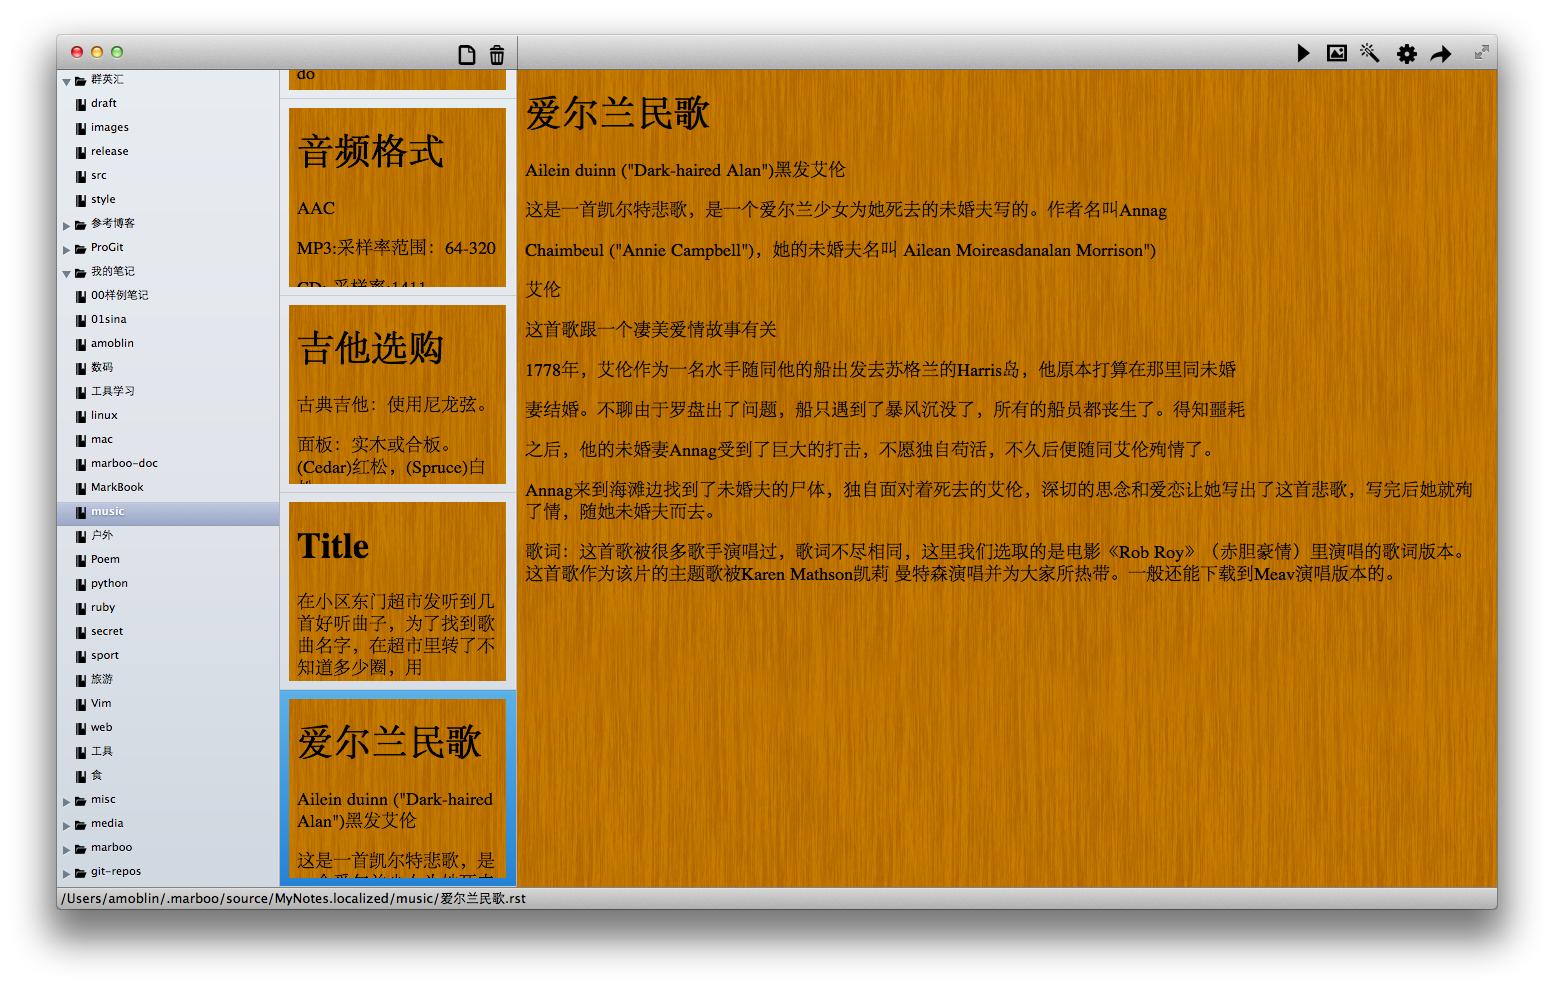 群英汇
draft
images
release
src
style
参考博客
ProGit
我的笔记
00样例笔记
01sina
amoblin
数码
工具学习
linux
mac
marboo-doc
MarkBook
music
户外
Poem
python
ruby
secret
sport
旅游
Vim
web
工具
食
misc
media
marboo
git-repos
do
音频格式
AAC
MP3:采样率范围：64-320
CD: 采样率:1411
吉他选购
古典吉他：使用尼龙弦。
面板：实木或合板。
(Cedar)红松，(Spruce)白
Title
在小区东门超市发听到几
首好听曲子，为了找到歌
曲名字，在超市里转了不
知道多少圈，用
爱尔兰民歌
Ailein duinn ("Dark-haired
Alan")黑发艾伦
这是一首凯尔特悲歌，是
一个爱尔兰少女为她死去
爱尔兰民歌
Ailein duinn ("Dark-haired Alan")黑发艾伦
这是一首凯尔特悲歌，是一个爱尔兰少女为她死去的未婚夫写的。作者名叫Annag
Chaimbeul ("Annie Campbell")，她的未婚夫名叫 Ailean Moireasdanalan Morrison")
艾伦
这首歌跟一个凄美爱情故事有关
1778年，艾伦作为一名水手随同他的船出发去苏格兰的Harris岛，他原本打算在那里同未婚
妻结婚。不聊由于罗盘出了问题，船只遇到了暴风沉没了，所有的船员都丧生了。得知噩耗
之后，他的未婚妻Annag受到了巨大的打击，不愿独自苟活，不久后便随同艾伦殉情了。
Annag来到海滩边找到了未婚夫的尸体，独自面对着死去的艾伦，深切的思念和爱恋让她写出了这首悲歌，写完后她就殉
了情，随她未婚夫而去。
歌词：这首歌被很多歌手演唱过，歌词不尽相同，这里我们选取的是电影《Rob Roy》（赤胆豪情）里演唱的歌词版本。
这首歌作为该片的主题歌被Karen Mathson凯莉 曼特森演唱并为大家所热带。一般还能下载到Meav演唱版本的。
/Users/amoblin/.marboo/source/MyNotes.localized/music/爱尔兰民歌.rst